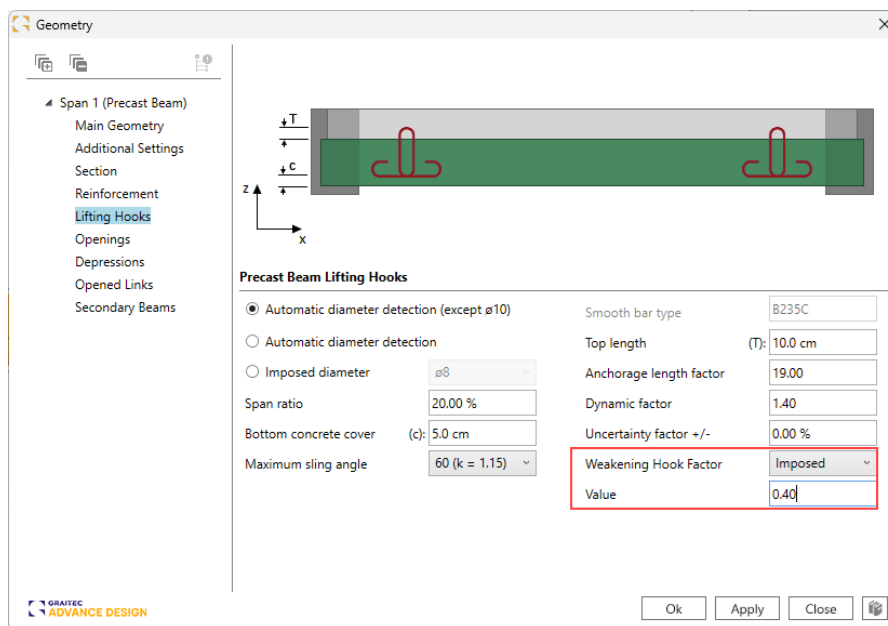 Geometry
Span 1 (Precast Beam)
Main Geometry
Additional Settings
Section
Reinforcement
Lifting Hooks
Openings
Depressions
Opened Links
Secondary Beams
T
c
z
x
Precast Beam Lifting Hooks
Automatic diameter detection (except ø10)
Automatic diameter detection
Imposed diameter ø8
Span ratio 20.00 %
Bottom concrete cover (c): 5.0 cm
Maximum sling angle 60 (k = 1.15)
Smooth bar type B235C
Top length (T): 10.0 cm
Anchorage length factor 19.00
Dynamic factor 1.40
Uncertainty factor +/- 0.00 %
Weakening Hook Factor Imposed
Value 0.40
GRAITEC
ADVANCE DESIGN
Ok Apply Close